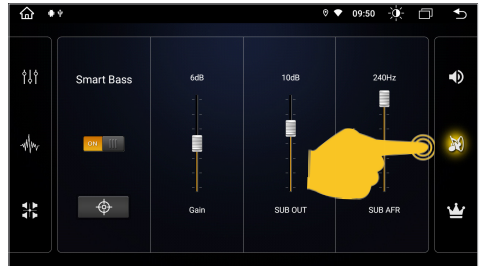 09:50
Smart Bass
6dB
10dB
240Hz
ON
Gain
SUB OUT
SUB AFR